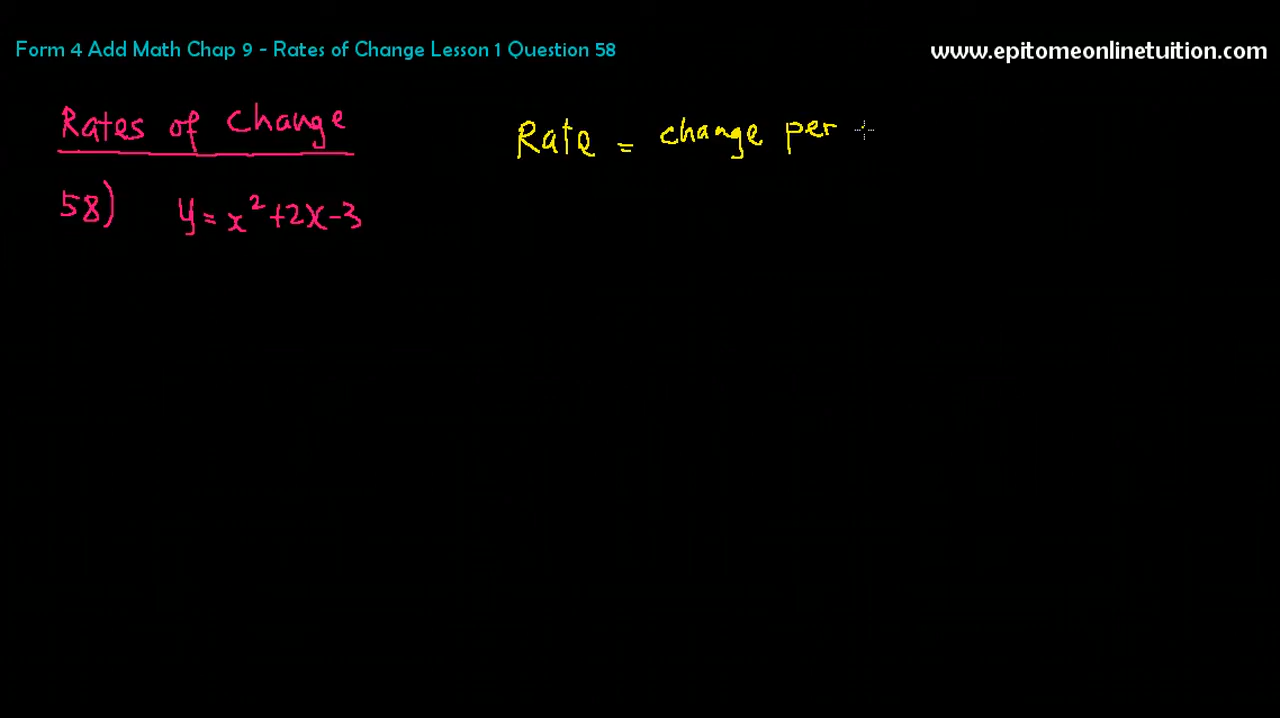 Form 4 Add Math Chap 9 - Rates of Change Lesson 1 Question 58
www.epitomeonlinetuition.com
Rates of Change
Rate = change per
58) y = x²+2x-3